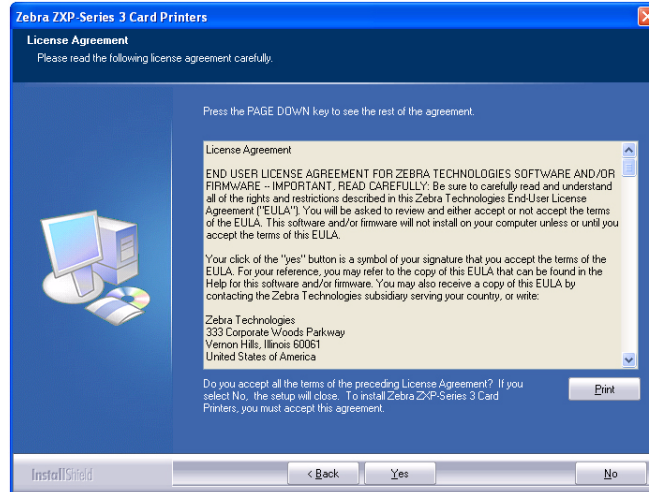 Zebra ZXP-Series 3 Card Printers
License Agreement
Please read the following license agreement carefully.
Press the PAGE DOWN key to see the rest of the agreement.
License Agreement
END USER LICENSE AGREEMENT FOR ZEBRA TECHNOLOGIES SOFTWARE AND/OR
FIRMWARE – IMPORTANT, READ CAREFULLY: Be sure to carefully read and understand
all of the rights and restrictions described in this Zebra Technologies End-User License
Agreement ("EULA"). You will be asked to review and either accept or not accept the terms
of the EULA. This software and/or firmware will not install on your computer unless or until you
accept the terms of this EULA.
Your click of the "yes" button is a symbol of your signature that you accept the terms of the
EULA. For your reference, you may refer to the copy of this EULA that can be found in the
Help for this software and/or firmware. You may also receive a copy of this EULA by
contacting the Zebra Technologies subsidiary serving your country, or write:
Zebra Technologies
333 Corporate Woods Parkway
Vernon Hills, Illinois 60061
United States of America
Do you accept all the terms of the preceding License Agreement? If you
select No, the setup will close. To install Zebra ZXP-Series 3 Card
Printers, you must accept this agreement.
Print
InstallShield
< Back
Yes
No